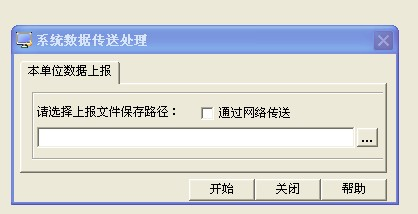 系统数据传送处理
本单位数据上报
请选择上报文件保存路径： 通过网络传送
...
开始 关闭 帮助